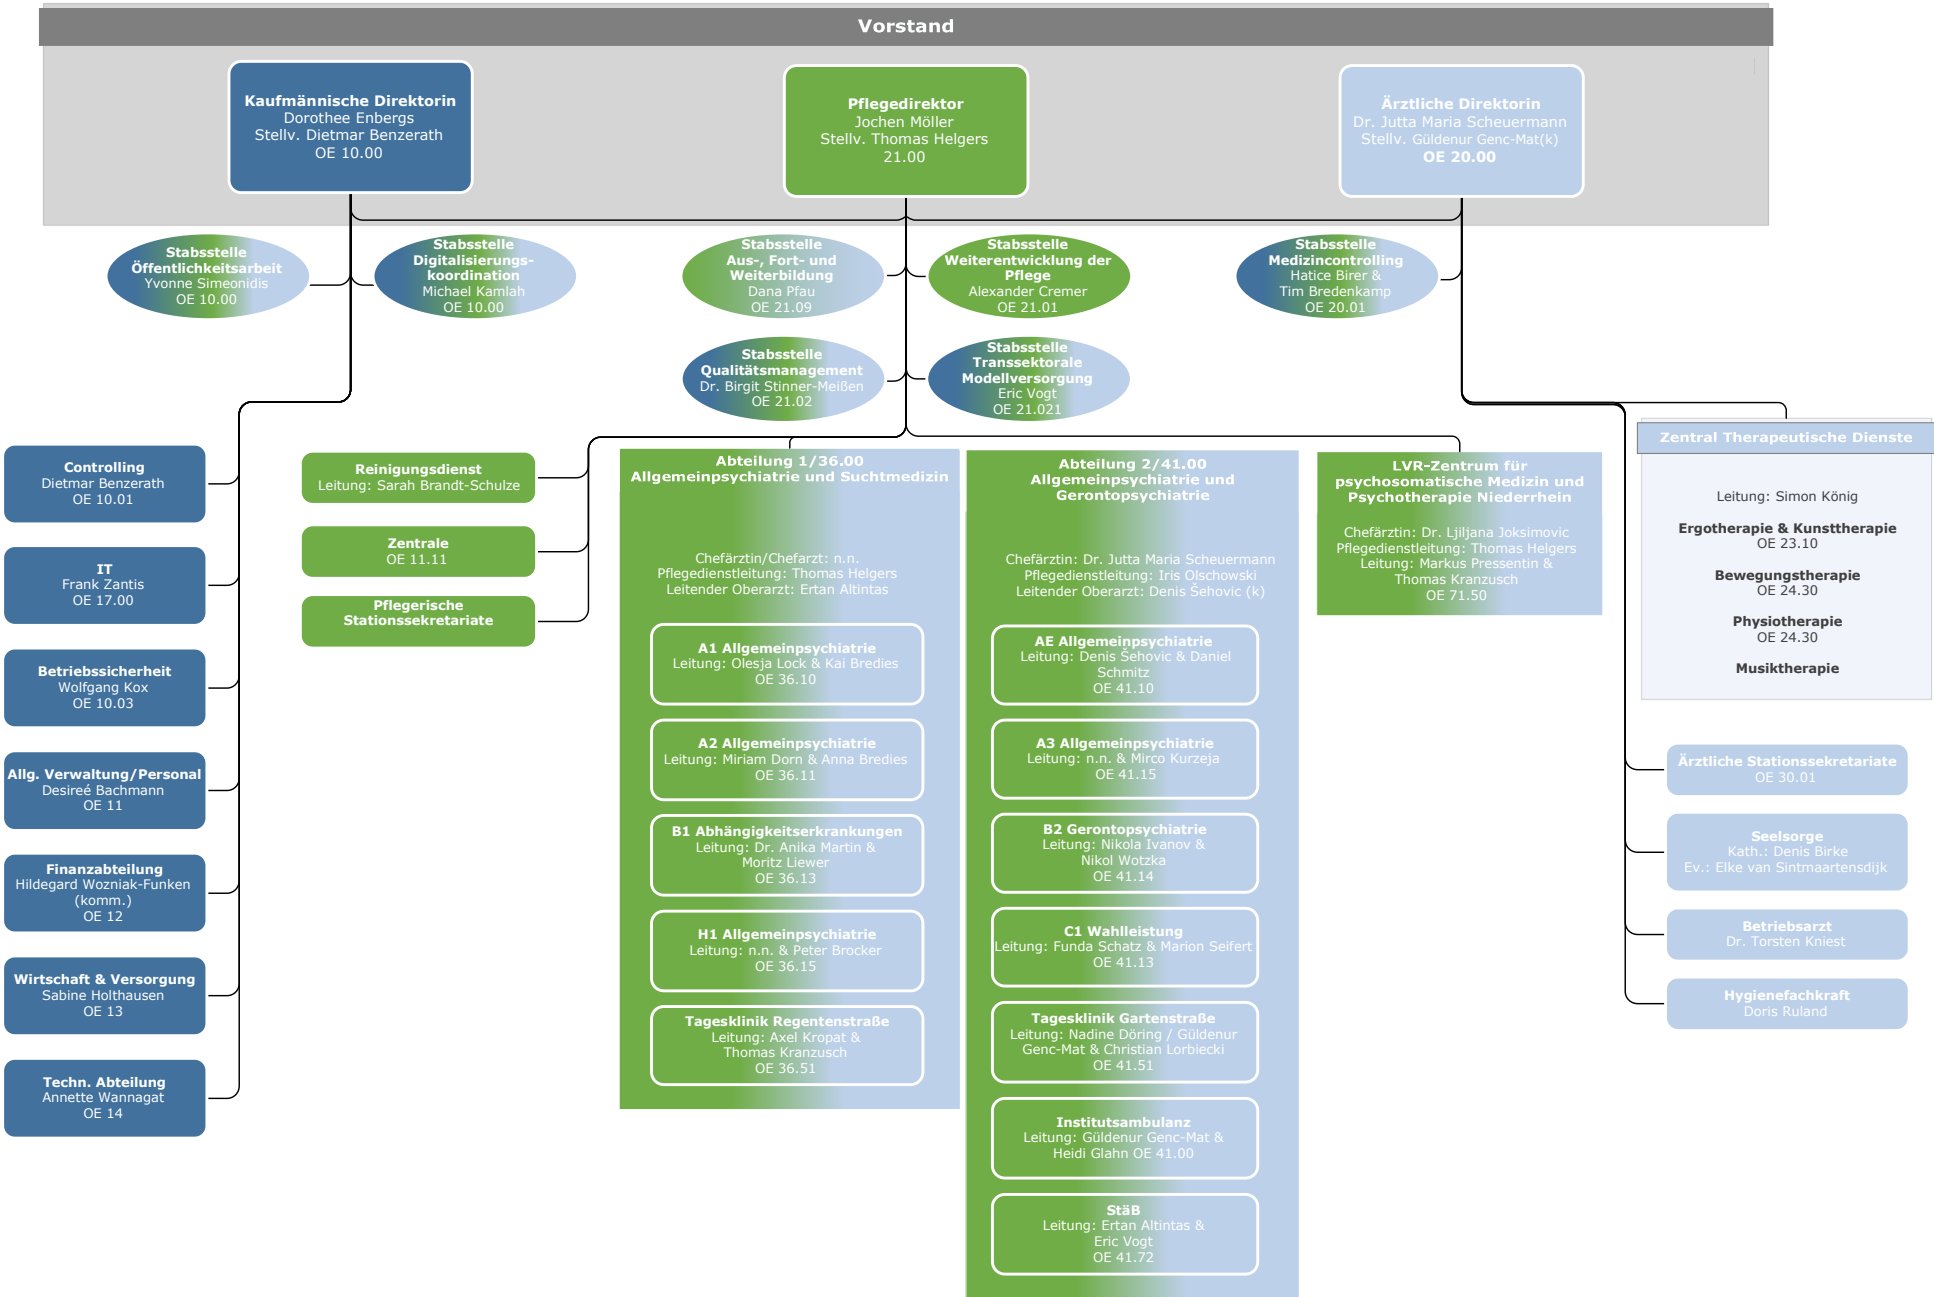 Vorstand
Kaufmännische Direktorin
Dorothee Enbergs
Stellv. Dietmar Benzerath
OE 10.00
Pflegedirektor
Jochen Möller
Stellv. Thomas Helgers
21.00
Ärztliche Direktorin
Dr. Jutta Maria Scheuermann
Stellv. Güldenur Genc-Mat(k)
OE 20.00
Stabsstelle
Öffentlichkeitsarbeit
Yvonne Simeonidis
OE 10.00
Stabsstelle
Digitalisierungs-
koordination
Michael Kamlah
OE 10.00
Stabsstelle
Aus-, Fort- und
Weiterbildung
Dana Pfau
OE 21.09
Stabsstelle
Weiterentwicklung der
Pflege
Alexander Cremer
OE 21.01
Stabsstelle
Medizincontrolling
Hatice Birer &
Tim Bredenkamp
OE 20.01
Stabsstelle
Qualitätsmanagement
Dr. Birgit Stinner-Meißen
OE 21.02
Stabsstelle
Transsektorale
Modellversorgung
Eric Vogt
OE 21.021
Controlling
Dietmar Benzerath
OE 10.01
IT
Frank Zantis
OE 17.00
Betriebssicherheit
Wolfgang Kox
OE 10.03
Allg. Verwaltung/Personal
Desireé Bachmann
OE 11
Finanzabteilung
Hildegard Wozniak-Funken
(komm.)
OE 12
Wirtschaft & Versorgung
Sabine Holthausen
OE 13
Techn. Abteilung
Annette Wannagat
OE 14
Reinigungsdienst
Leitung: Sarah Brandt-Schulze
Zentrale
OE 11.11
Pflegerische
Stationssekretariate
Abteilung 1/36.00
Allgemeinpsychiatrie und Suchtmedizin
Chefärztin/Chefarzt: n.n.
Pflegedienstleitung: Thomas Helgers
Leitender Oberarzt: Ertan Altintas
A1 Allgemeinpsychiatrie
Leitung: Olesja Lock & Kai Bredies
OE 36.10
A2 Allgemeinpsychiatrie
Leitung: Miriam Dorn & Anna Bredies
OE 36.11
B1 Abhängigkeitserkrankungen
Leitung: Dr. Anika Martin &
Moritz Liewer
OE 36.13
H1 Allgemeinpsychiatrie
Leitung: n.n. & Peter Brocker
OE 36.15
Tagesklinik Regentenstraße
Leitung: Axel Kropat &
Thomas Kranzusch
OE 36.51
Abteilung 2/41.00
Allgemeinpsychiatrie und
Gerontopsychiatrie
Chefärztin: Dr. Jutta Maria Scheuermann
Pflegedienstleitung: Iris Olschowski
Leitender Oberarzt: Denis Šehovic (k)
AE Allgemeinpsychiatrie
Leitung: Denis Šehovic & Daniel
Schmitz
OE 41.10
A3 Allgemeinpsychiatrie
Leitung: n.n. & Mirco Kurzeja
OE 41.15
B2 Gerontopsychiatrie
Leitung: Nikola Ivanov &
Nikol Wotzka
OE 41.14
C1 Wahlleistung
Leitung: Funda Schatz & Marion Seifert
OE 41.13
Tagesklinik Gartenstraße
Leitung: Nadine Döring / Güldenur
Genc-Mat & Christian Lorbiecki
OE 41.51
Institutsambulanz
Leitung: Güldenur Genc-Mat &
Heidi Glahn OE 41.00
StäB
Leitung: Ertan Altintas &
Eric Vogt
OE 41.72
LVR-Zentrum für
psychosomatische Medizin und
Psychotherapie Niederrhein
Chefärztin: Dr. Ljiljana Joksimovic
Pflegedienstleitung: Thomas Helgers
Leitung: Markus Pressentin &
Thomas Kranzusch
OE 71.50
Zentral Therapeutische Dienste
Leitung: Simon König
Ergotherapie & Kunsttherapie
OE 23.10
Bewegungstherapie
OE 24.30
Physiotherapie
OE 24.30
Musiktherapie
Ärztliche Stationssekretariate
OE 30.01
Seelsorge
Kath.: Denis Birke
Ev.: Elke van Sintmaartensdijk
Betriebsarzt
Dr. Torsten Kniest
Hygienefachkraft
Doris Ruland